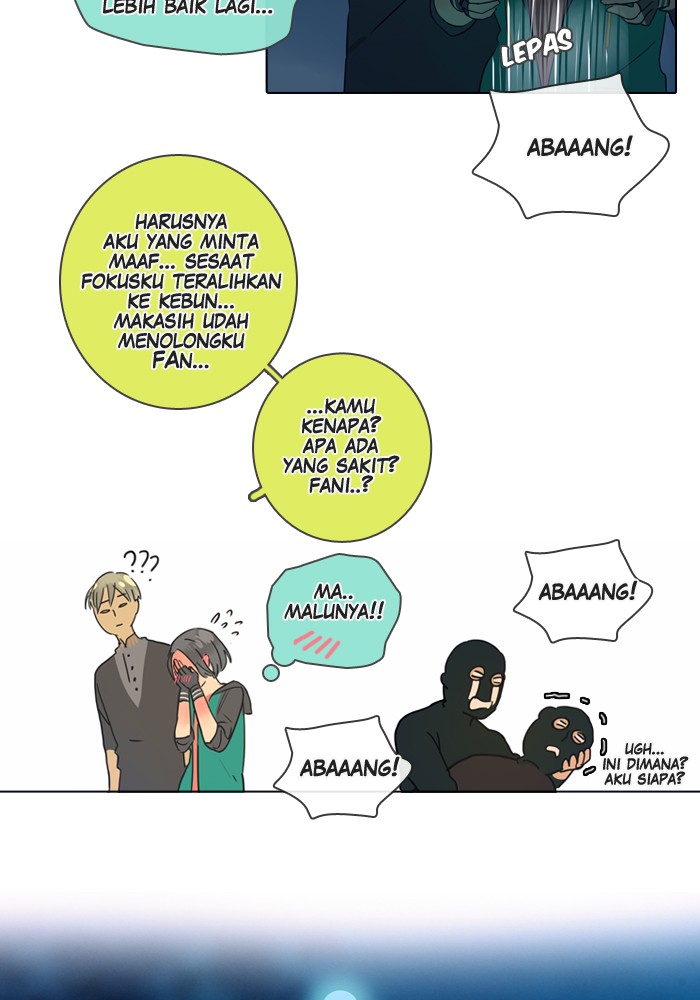 LEBIH BAIK LAGI...
LEPAS
ABAAANG!
HARUSNYA
AKU YANG MINTA
MAAF... SESAAT
FOKUSKU TERALIHKAN
KE KEBUN...
MAKASIH UDAH
MENOLONGKU
FAN...
...KAMU
KENAPA?
APA ADA
YANG SAKIT?
FANI..?
???
MA..
MALUNYA!!
ABAAANG!
ABAAANG!
UGH...
INI DIMANA?
AKU SIAPA?